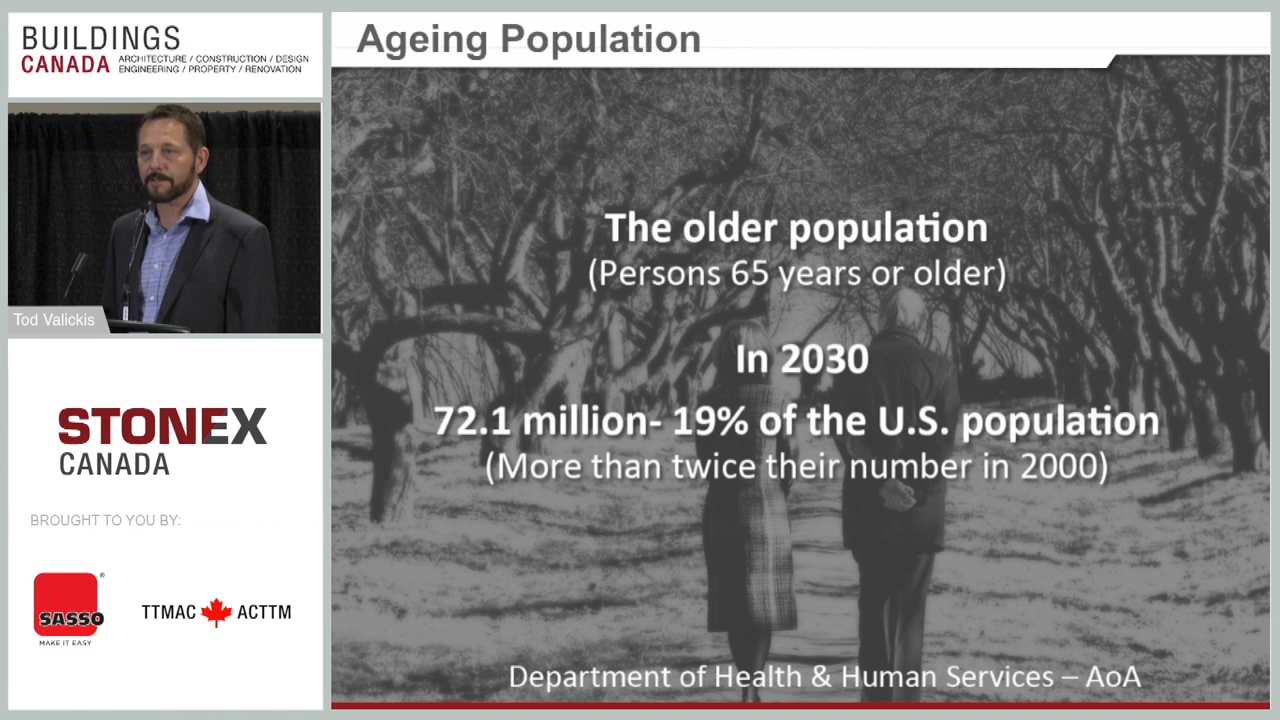 BUILDINGS
CANADA ARCHITECTURE / CONSTRUCTION / DESIGN
ENGINEERING / PROPERTY / RENOVATION
Tod Valickis
STONEX
CANADA
BROUGHT TO YOU BY:
SASSO ®
MAKE IT EASY
TTMAC ACTTM
Ageing Population
The older population
(Persons 65 years or older)
In 2030
72.1 million- 19% of the U.S. population
(More than twice their number in 2000)
Department of Health & Human Services – AoA